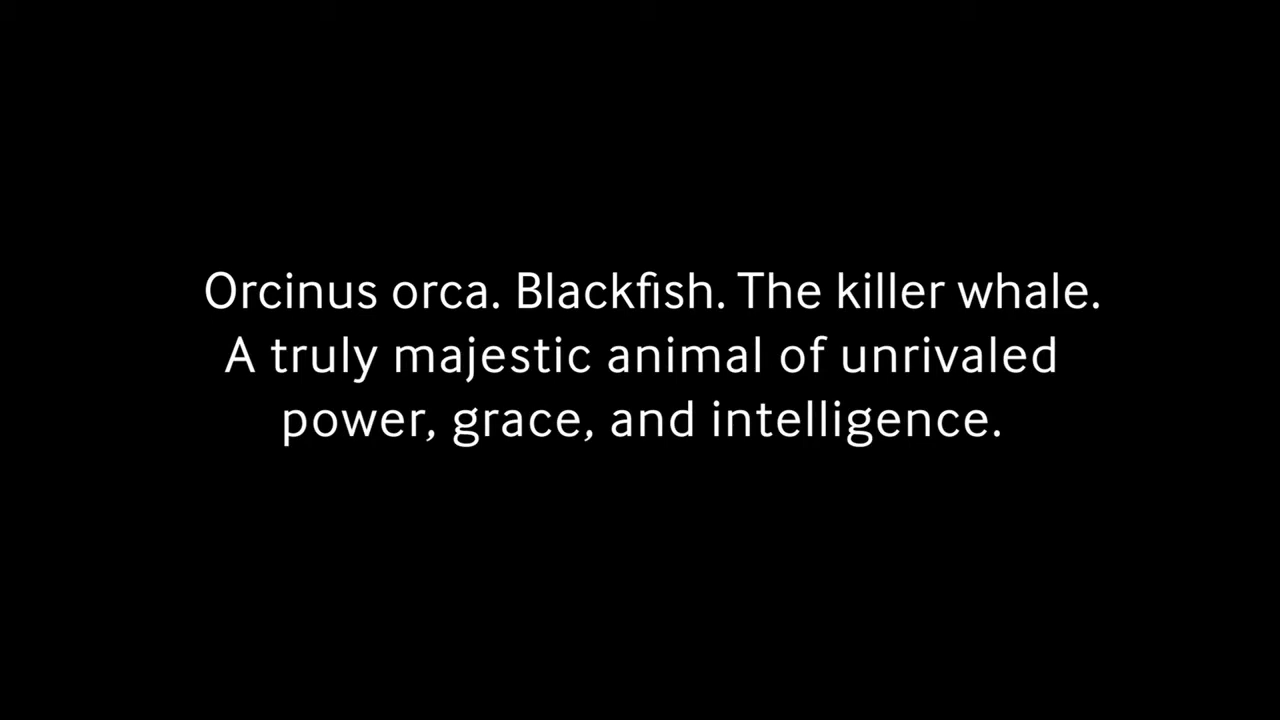 Orcinus orca. Blackfish. The killer whale.
A truly majestic animal of unrivaled
power, grace, and intelligence.